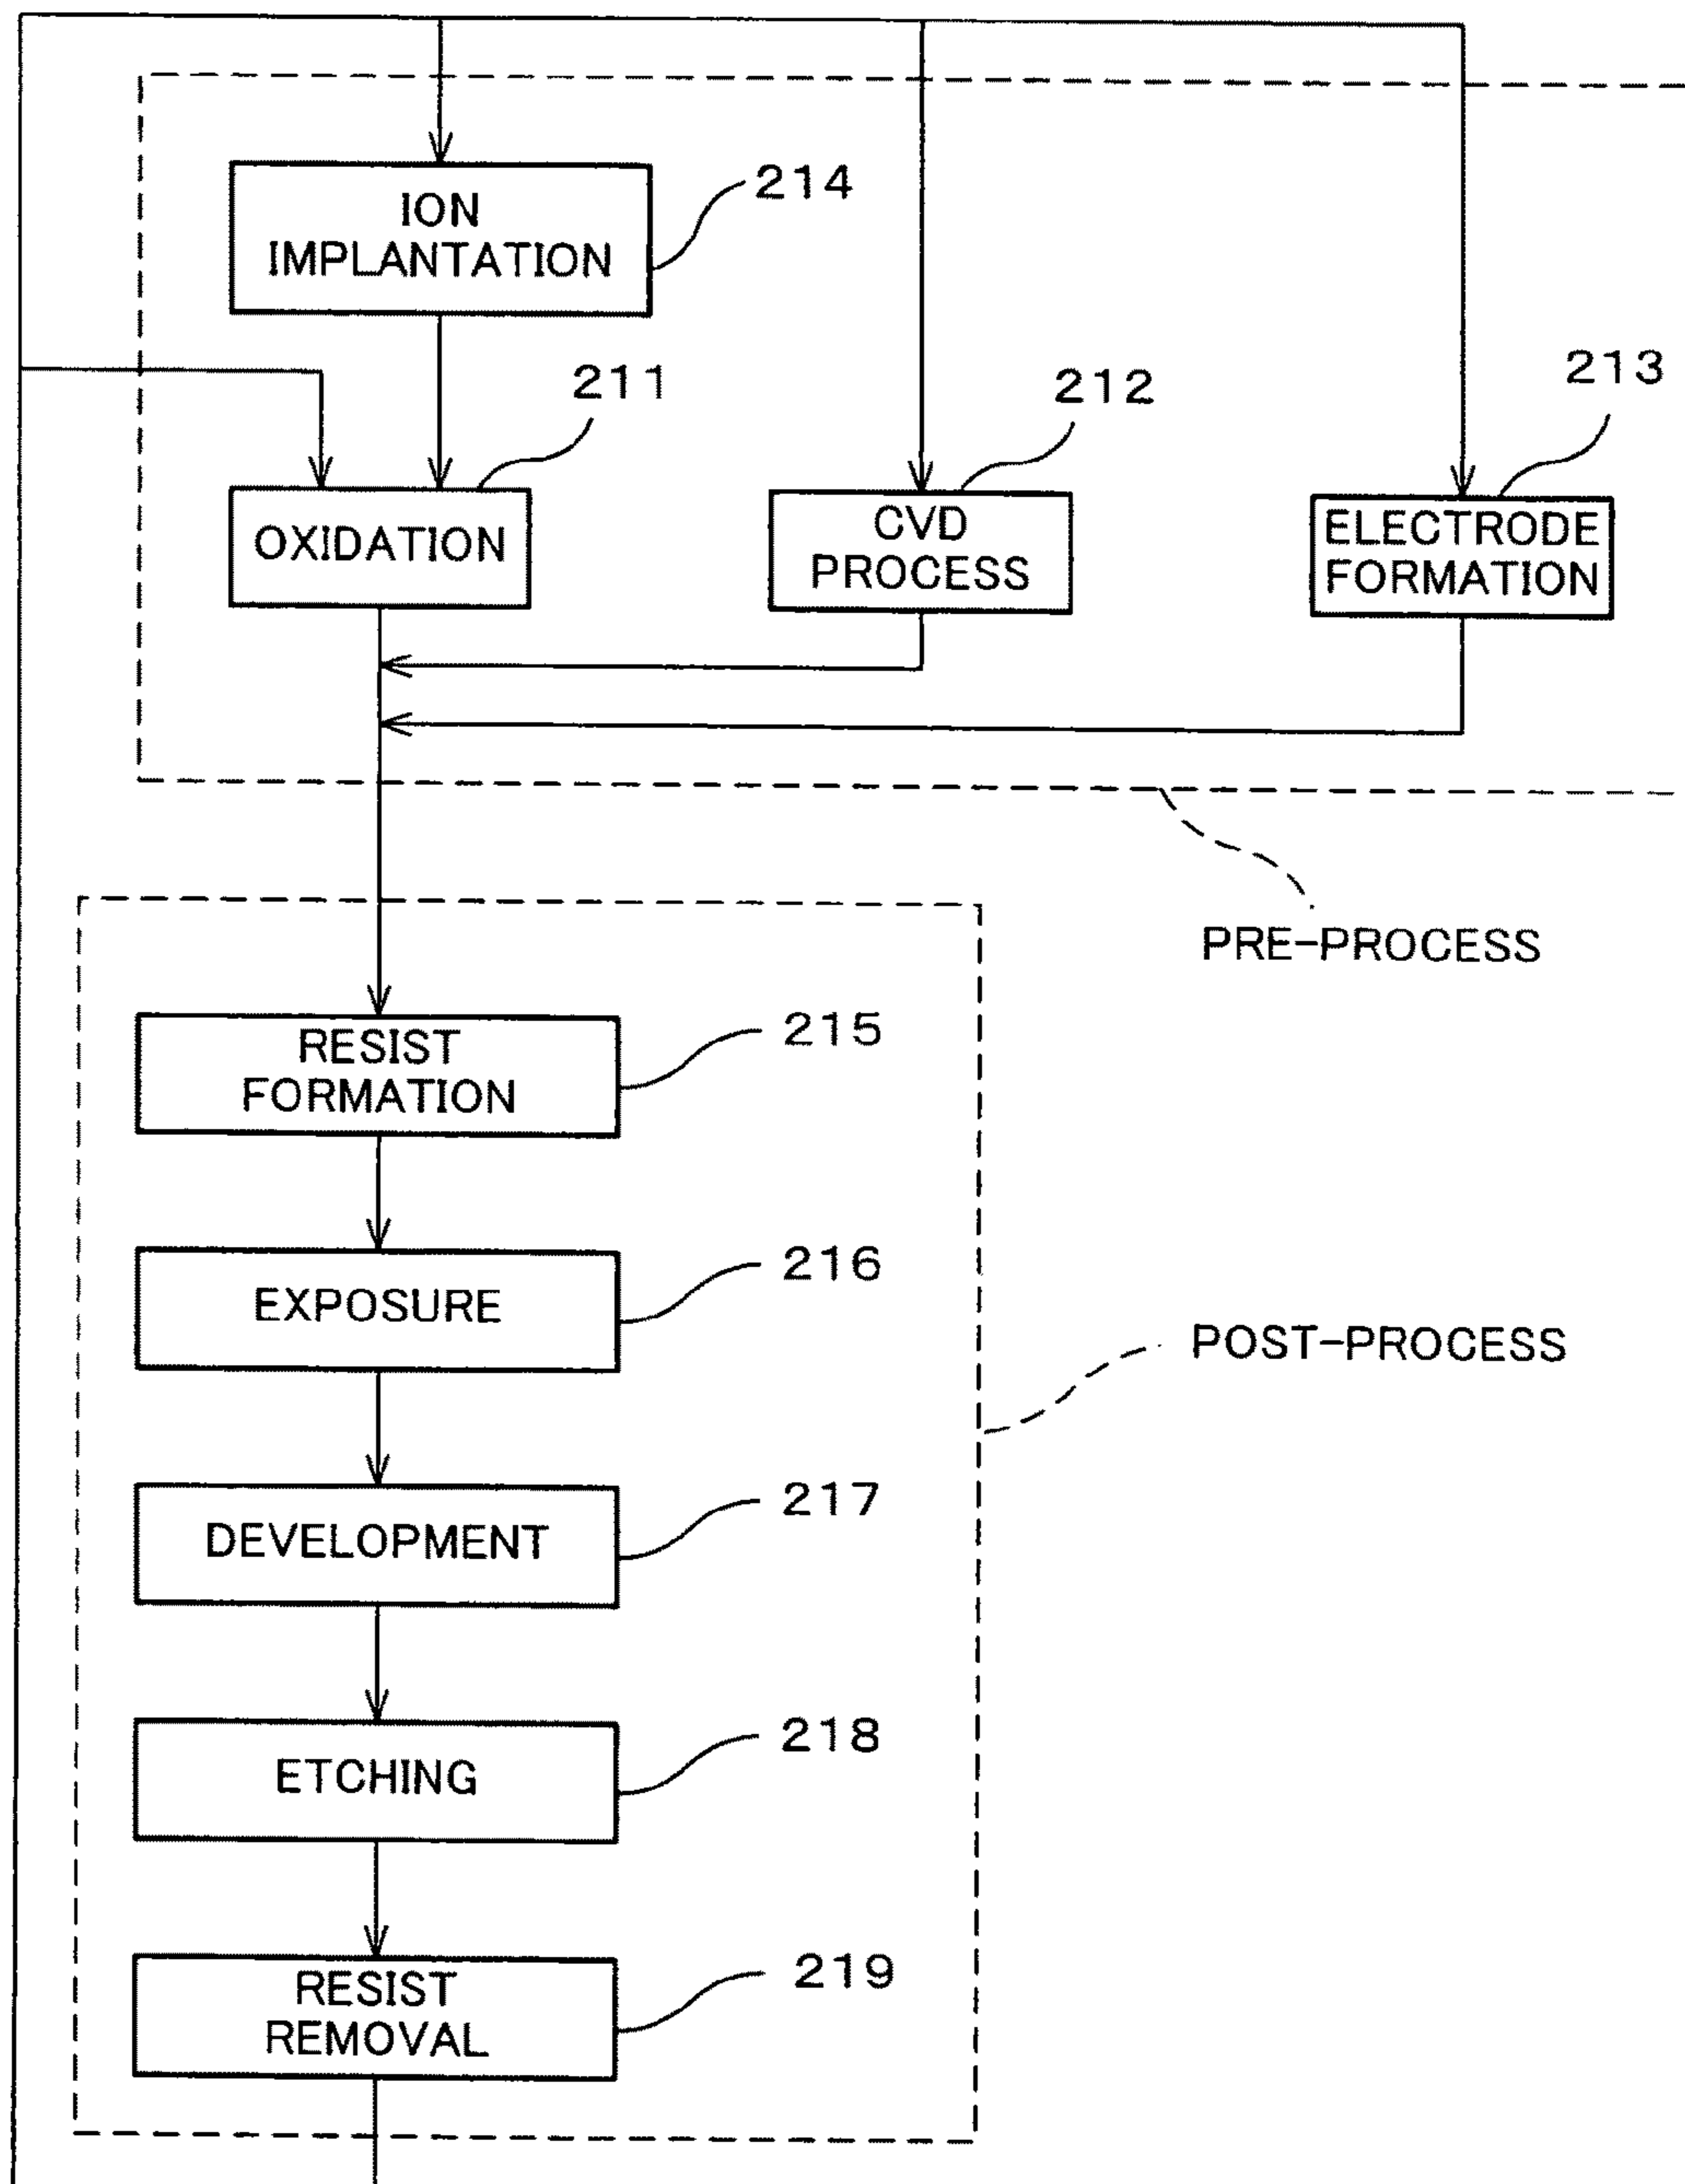 ION
IMPLANTATION
214
211
212
213
OXIDATION
CVD
PROCESS
ELECTRODE
FORMATION
PRE-PROCESS
RESIST
FORMATION
215
EXPOSURE
216
POST-PROCESS
DEVELOPMENT
217
ETCHING
218
RESIST
REMOVAL
219